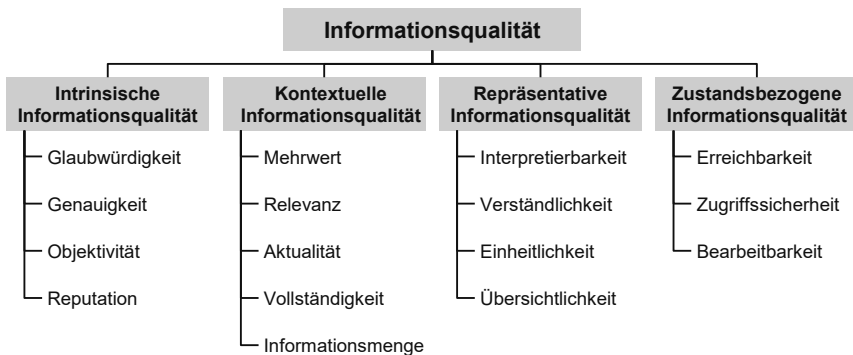 Informationsqualität
Intrinsische
Informationsqualität
Glaubwürdigkeit
Genauigkeit
Objektivität
Reputation
Kontextuelle
Informationsqualität
Mehrwert
Relevanz
Aktualität
Vollständigkeit
Informationsmenge
Repräsentative
Informationsqualität
Interpretierbarkeit
Verständlichkeit
Einheitlichkeit
Übersichtlichkeit
Zustandsbezogene
Informationsqualität
Erreichbarkeit
Zugriffssicherheit
Bearbeitbarkeit